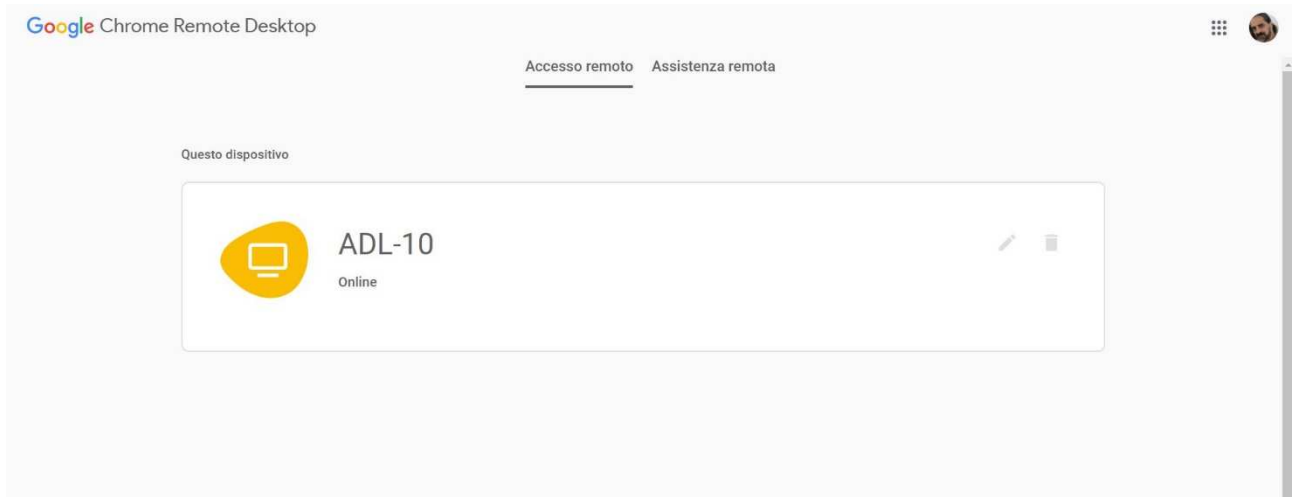 Google Chrome Remote Desktop
Accesso remoto Assistenza remota
Questo dispositivo
ADL-10
Online